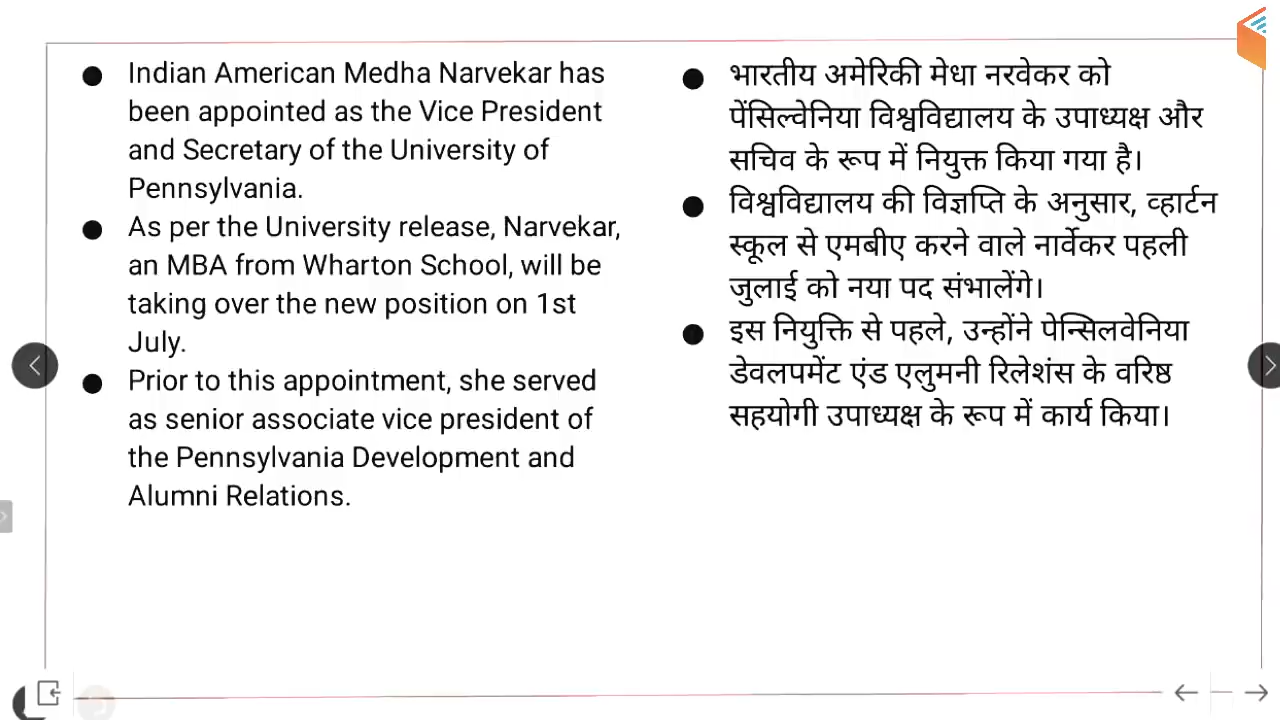 Indian American Medha Narvekar has
been appointed as the Vice President
and Secretary of the University of
Pennsylvania.
As per the University release, Narvekar,
an MBA from Wharton School, will be
taking over the new position on 1st
July.
Prior to this appointment, she served
as senior associate vice president of
the Pennsylvania Development and
Alumni Relations.
भारतीय अमेरिकी मेधा नरवेकर को
पेंसिल्वेनिया विश्वविद्यालय के उपाध्यक्ष और
सचिव के रूप में नियुक्त किया गया है।
विश्वविद्यालय की विज्ञप्ति के अनुसार, व्हार्टन
स्कूल से एमबीए करने वाले नार्वेकर पहली
जुलाई को नया पद संभालेंगे।
इस नियुक्ति से पहले, उन्होंने पेन्सिलवेनिया
डेवलपमेंट एंड एलुमनी रिलेशंस के वरिष्ठ
सहयोगी उपाध्यक्ष के रूप में कार्य किया।